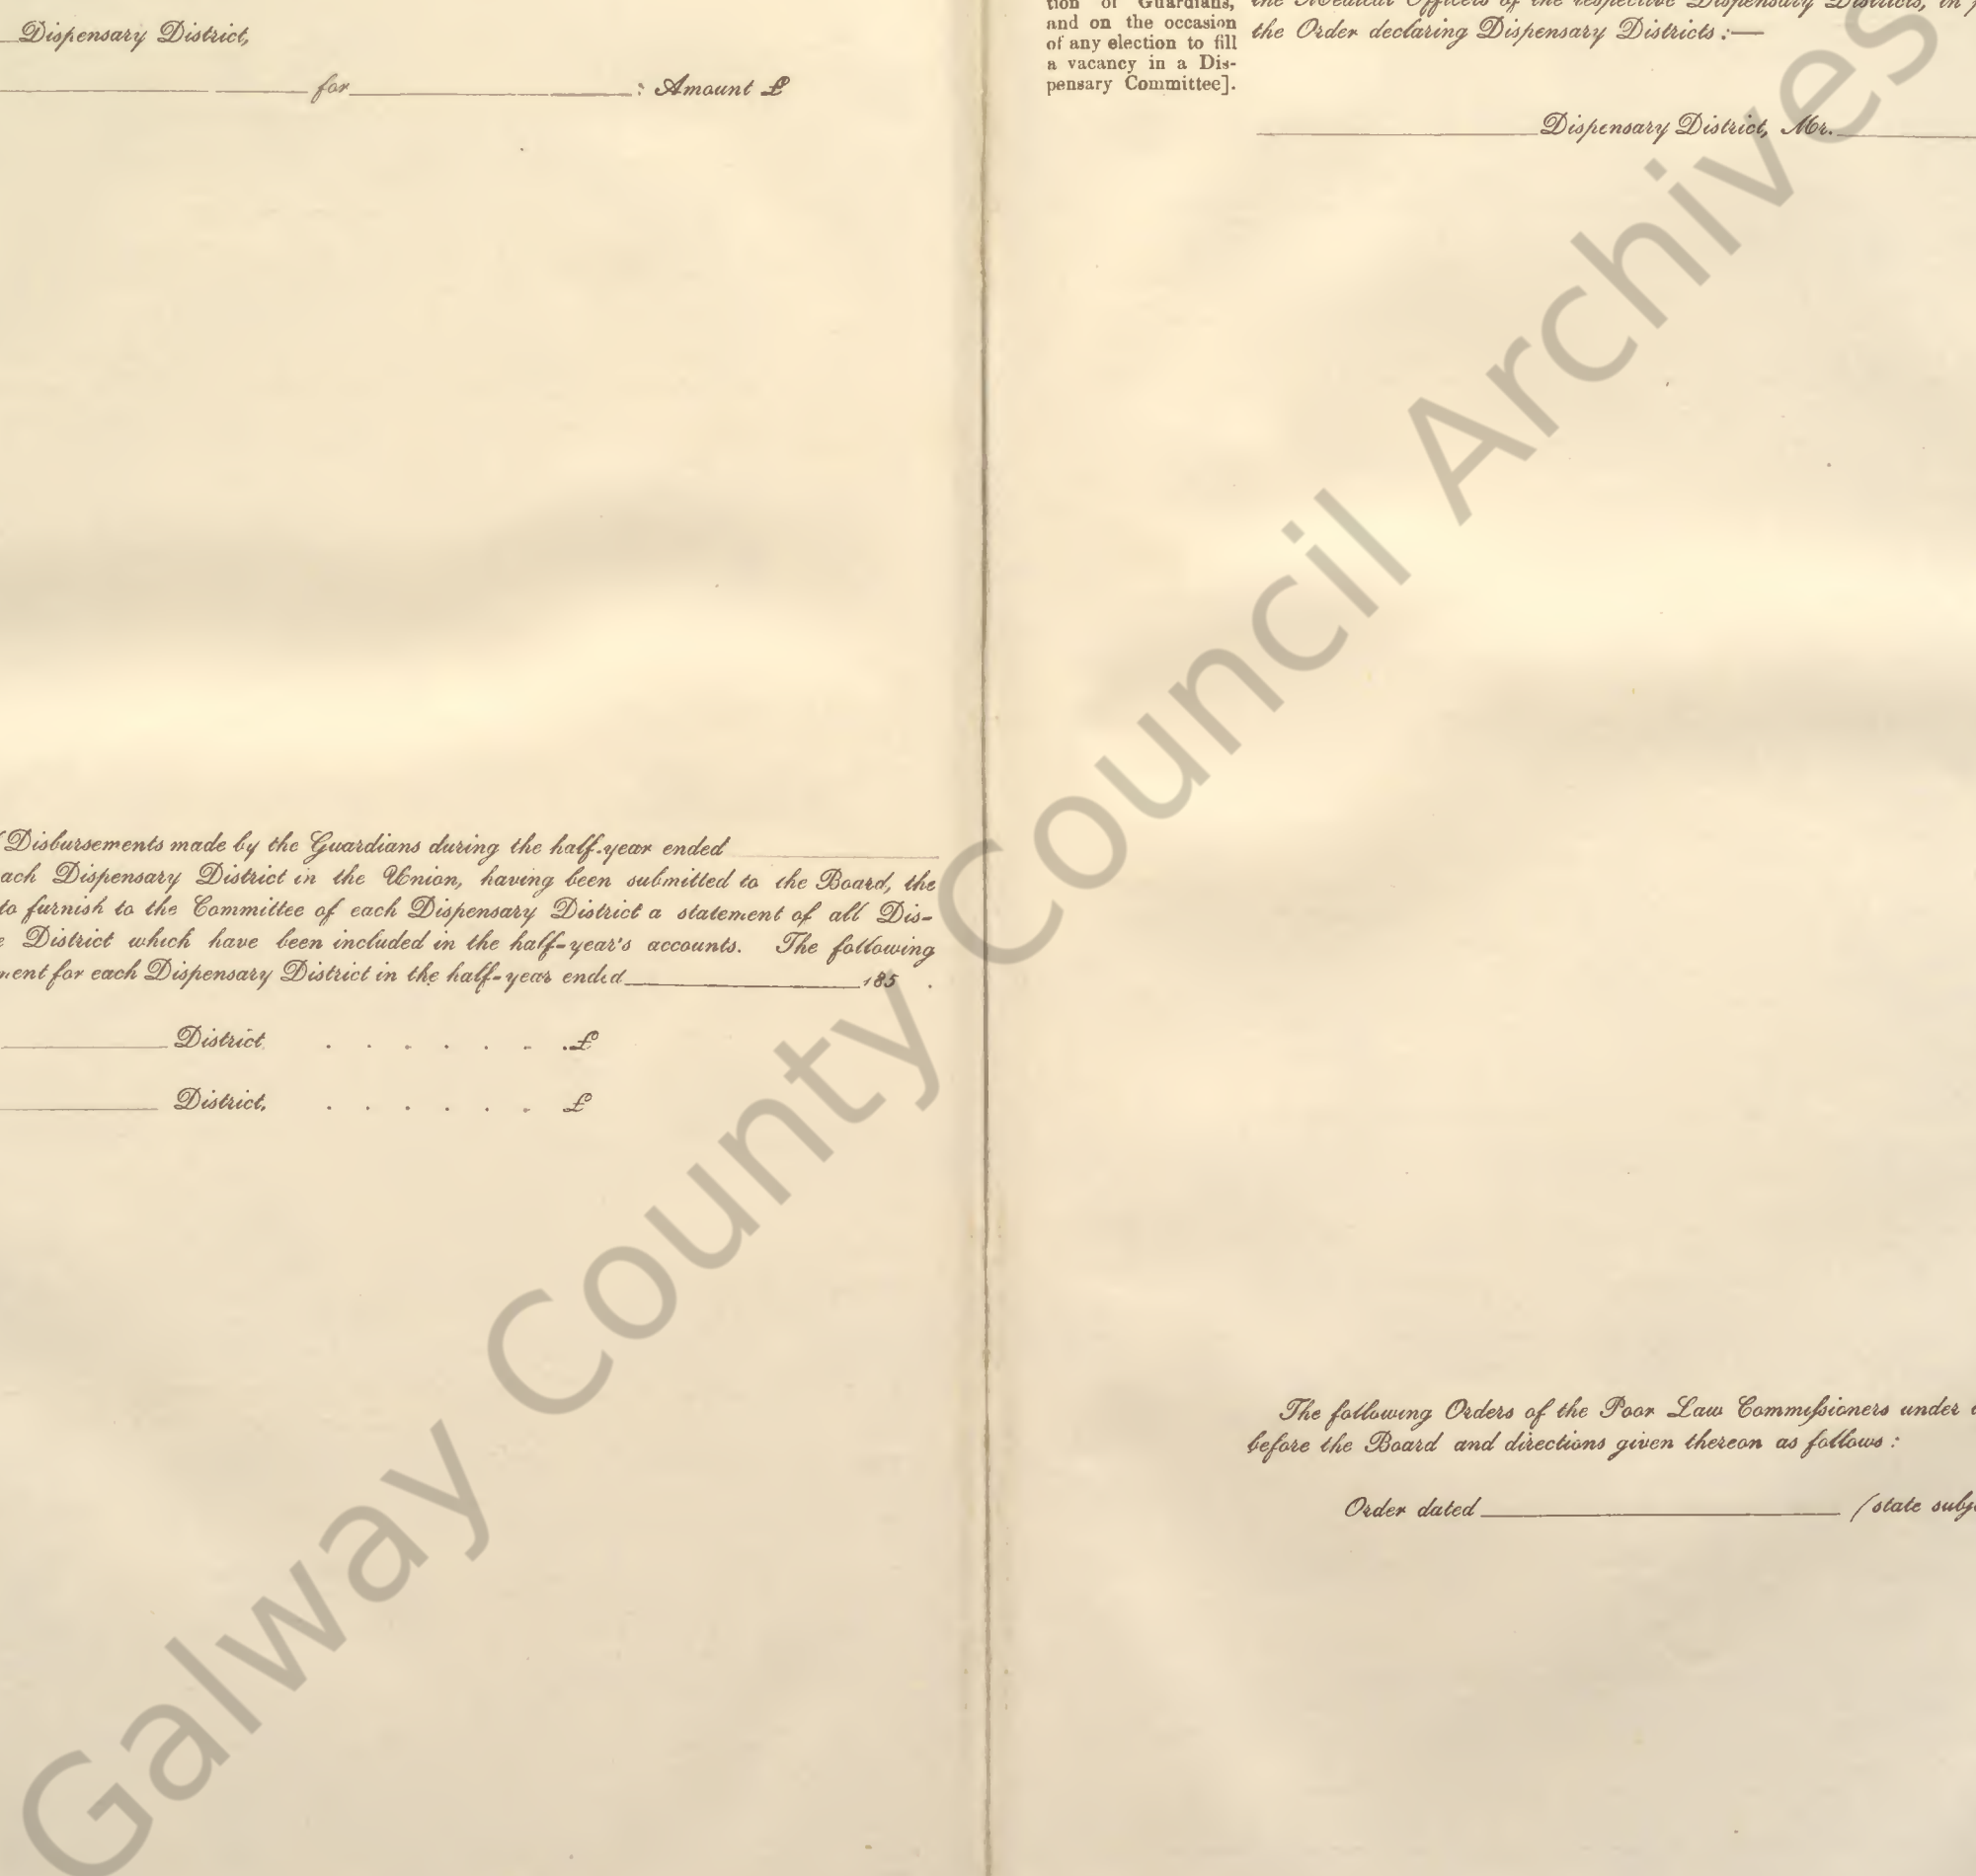 Dispensary District,
for : Amount £
Disbursements made by the Guardians during the half-year ended
ach Dispensary District in the Union, having been submitted to the Board, the
to furnish to the Committee of each Dispensary District a statement of all Dis-
e District which have been included in the half-year's accounts. The following
ment for each Dispensary District in the half-year ended 185 .
District . . . . . . . £
District. . . . . . . £
tion of Guardians,
and on the occasion
of any election to fill
a vacancy in a Dis-
pensary Committee].
the Medical Officers of the respective Dispensary Districts, in
the Order declaring Dispensary Districts :—
Dispensary District, Mr.
The following Orders of the Poor Law Commissioners under
before the Board and directions given thereon as follows :
Order dated (state subj
Galway County Council Archives